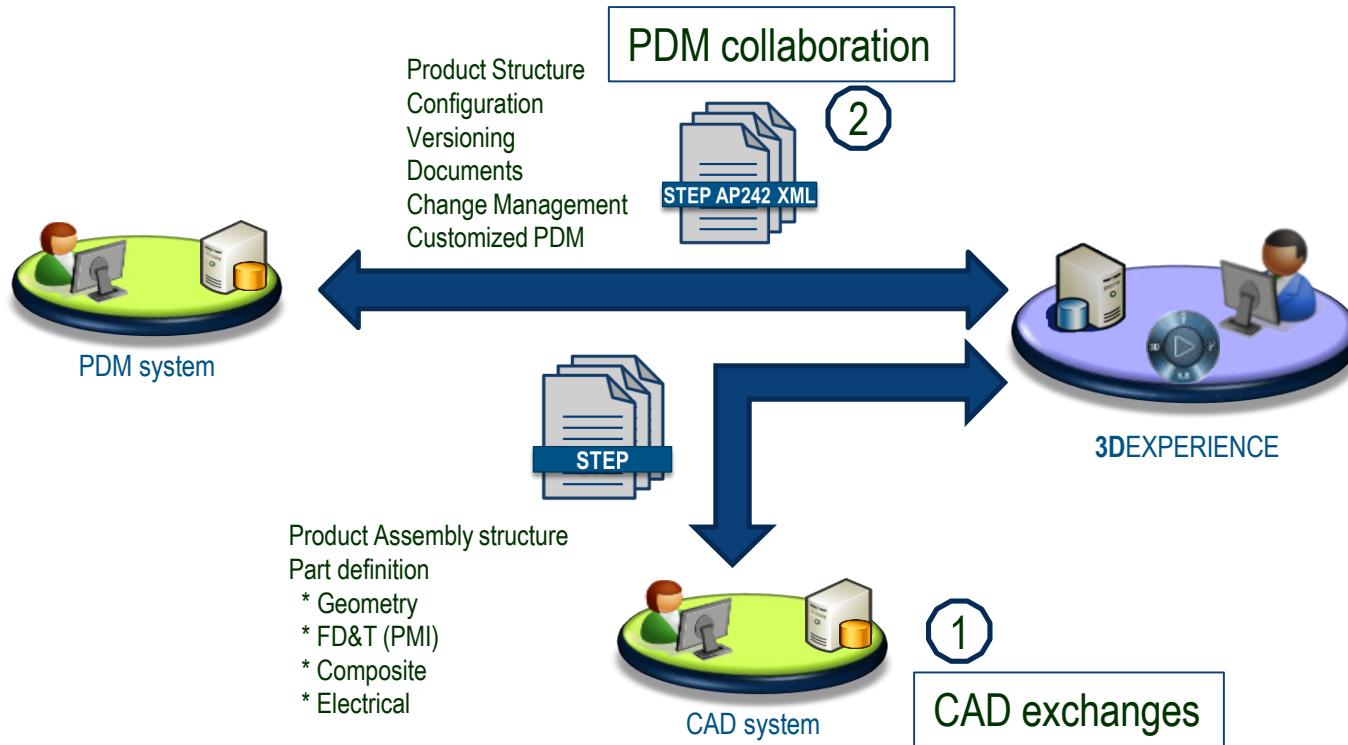 PDM collaboration
2
Product Structure
Configuration
Versioning
Documents
Change Management
Customized PDM
STEP AP242 XML
PDM system
3D
3DEXPERIENCE
STEP
Product Assembly structure
Part definition
* Geometry
* FD&T (PMI)
* Composite
* Electrical
CAD system
1
CAD exchanges